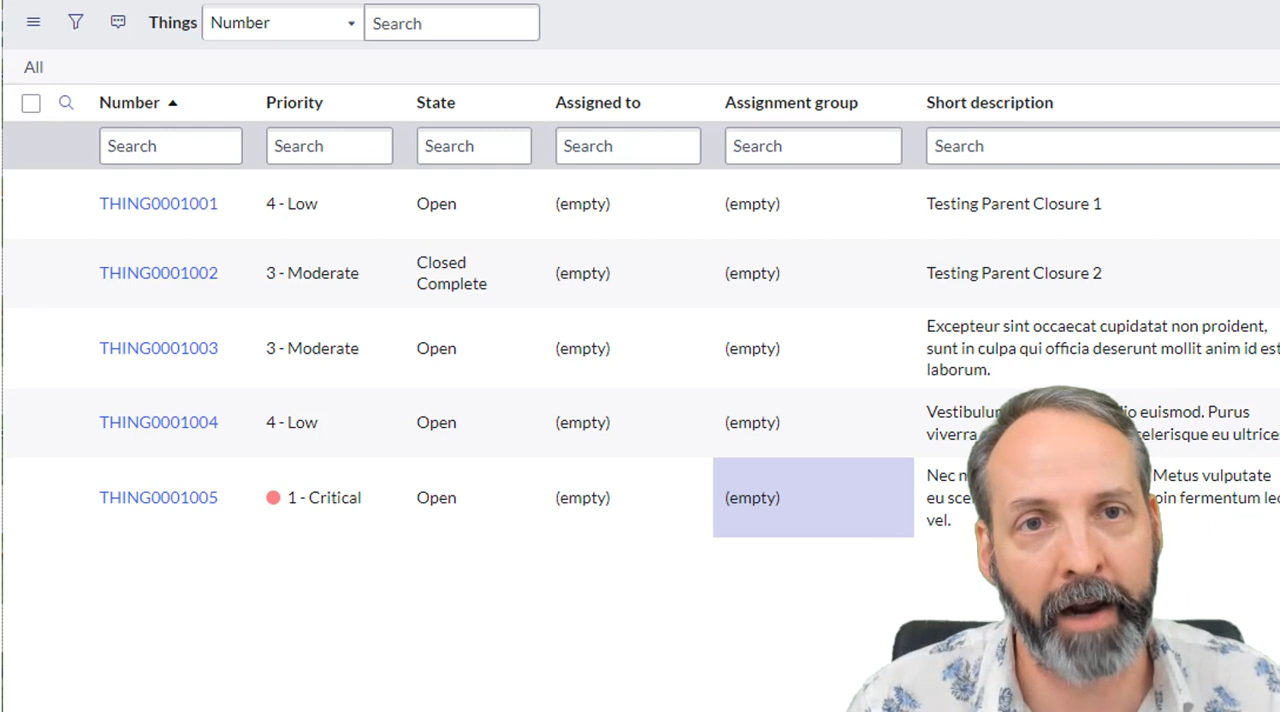 Things Number Search
All
Number Priority State Assigned to Assignment group Short description
Search Search Search Search Search Search
THING0001001 4 - Low Open (empty) (empty) Testing Parent Closure 1
THING0001002 3 - Moderate Closed Complete (empty) (empty) Testing Parent Closure 2
THING0001003 3 - Moderate Open (empty) (empty) Excepteur sint occaecat cupidatat non proident,
sunt in culpa qui officia deserunt mollit anim id est
laborum.
THING0001004 4 - Low Open (empty) (empty) Vestibulum euismod. Purus
viverra eu ultrices
THING0001005 1 - Critical Open (empty) (empty) Nec Metus vulputate
eu fermentum
vel.